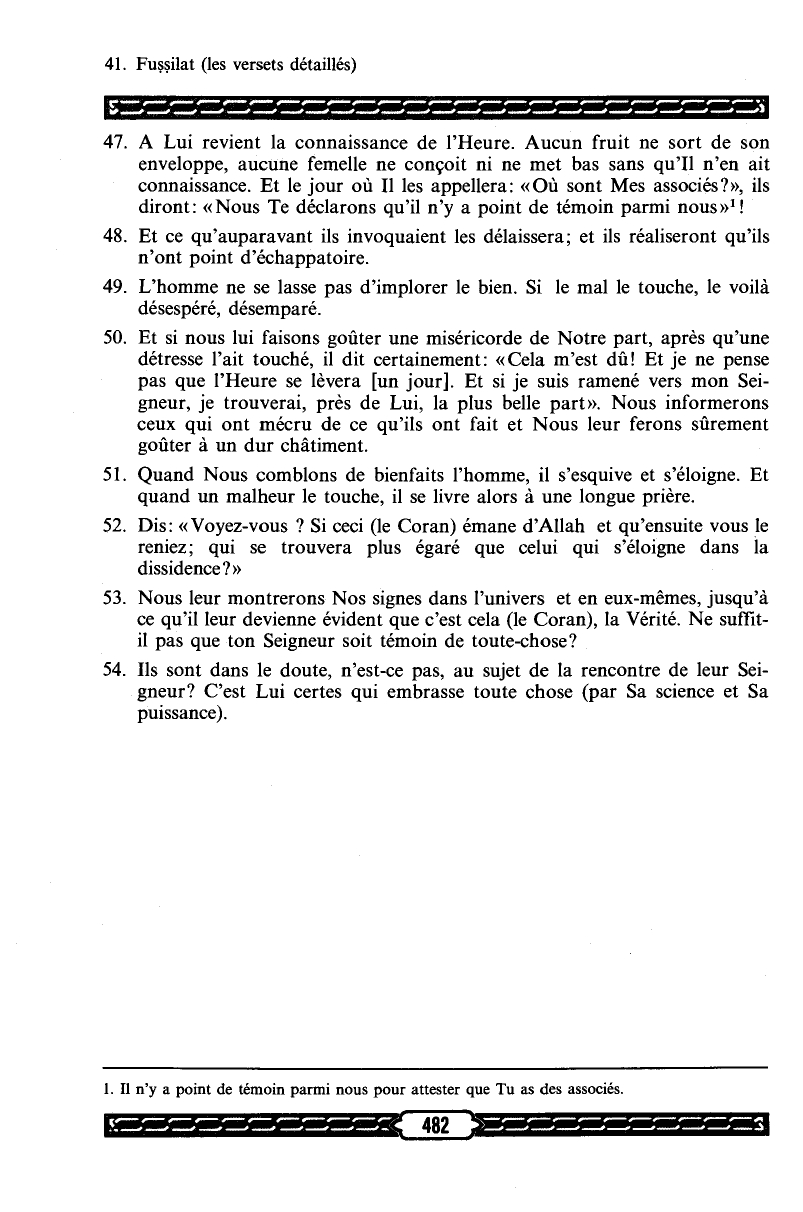 41. Fuṣṣilat (les versets détaillés)
47. A Lui revient la connaissance de l’Heure. Aucun fruit ne sort de son
enveloppe, aucune femelle ne conçoit ni ne met bas sans qu’Il n’en ait
connaissance. Et le jour où Il les appellera: «Où sont Mes associés?», ils
diront: «Nous Te déclarons qu’il n’y a point de témoin parmi nous»¹!
48. Et ce qu’auparavant ils invoquaient les délaissera; et ils réaliseront qu’ils
n’ont point d’échappatoire.
49. L’homme ne se lasse pas d’implorer le bien. Si le mal le touche, le voilà
désespéré, désemparé.
50. Et si nous lui faisons goûter une miséricorde de Notre part, après qu’une
détresse l’ait touché, il dit certainement: «Cela m’est dû! Et je ne pense
pas que l’Heure se lèvera [un jour]. Et si je suis ramené vers mon Sei-
gneur, je trouverai, près de Lui, la plus belle part». Nous informerons
ceux qui ont mécru de ce qu’ils ont fait et Nous leur ferons sûrement
goûter à un dur châtiment.
51. Quand Nous comblons de bienfaits l’homme, il s’esquive et s’éloigne. Et
quand un malheur le touche, il se livre alors à une longue prière.
52. Dis: «Voyez-vous ? Si ceci (le Coran) émane d’Allah et qu’ensuite vous le
reniez; qui se trouvera plus égaré que celui qui s’éloigne dans la
dissidence?»
53. Nous leur montrerons Nos signes dans l’univers et en eux-mêmes, jusqu’à
ce qu’il leur devienne évident que c’est cela (le Coran), la Vérité. Ne suffit-
il pas que ton Seigneur soit témoin de toute-chose?
54. Ils sont dans le doute, n’est-ce pas, au sujet de la rencontre de leur Sei-
gneur? C’est Lui certes qui embrasse toute chose (par Sa science et Sa
puissance).
1. Il n’y a point de témoin parmi nous pour attester que Tu as des associés.
482